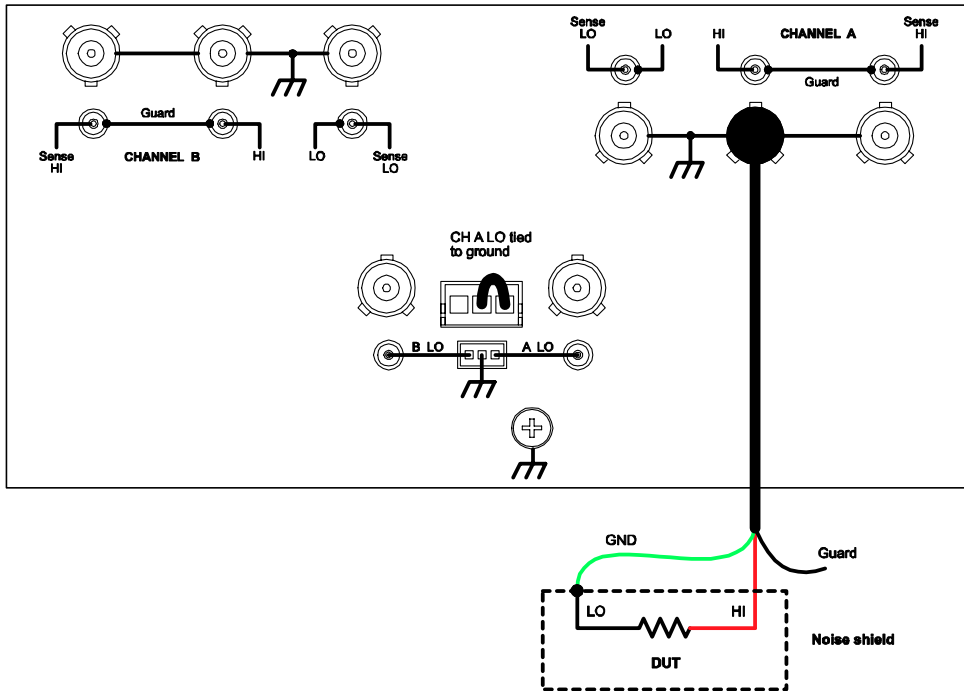 Sense
LO
LO
HI
CHANNEL A
Sense
HI
Guard
Guard
Sense
HI
CHANNEL B
HI
LO
Sense
LO
CH A LO tied
to ground
B LO
A LO
GND
Guard
LO
HI
DUT
Noise shield